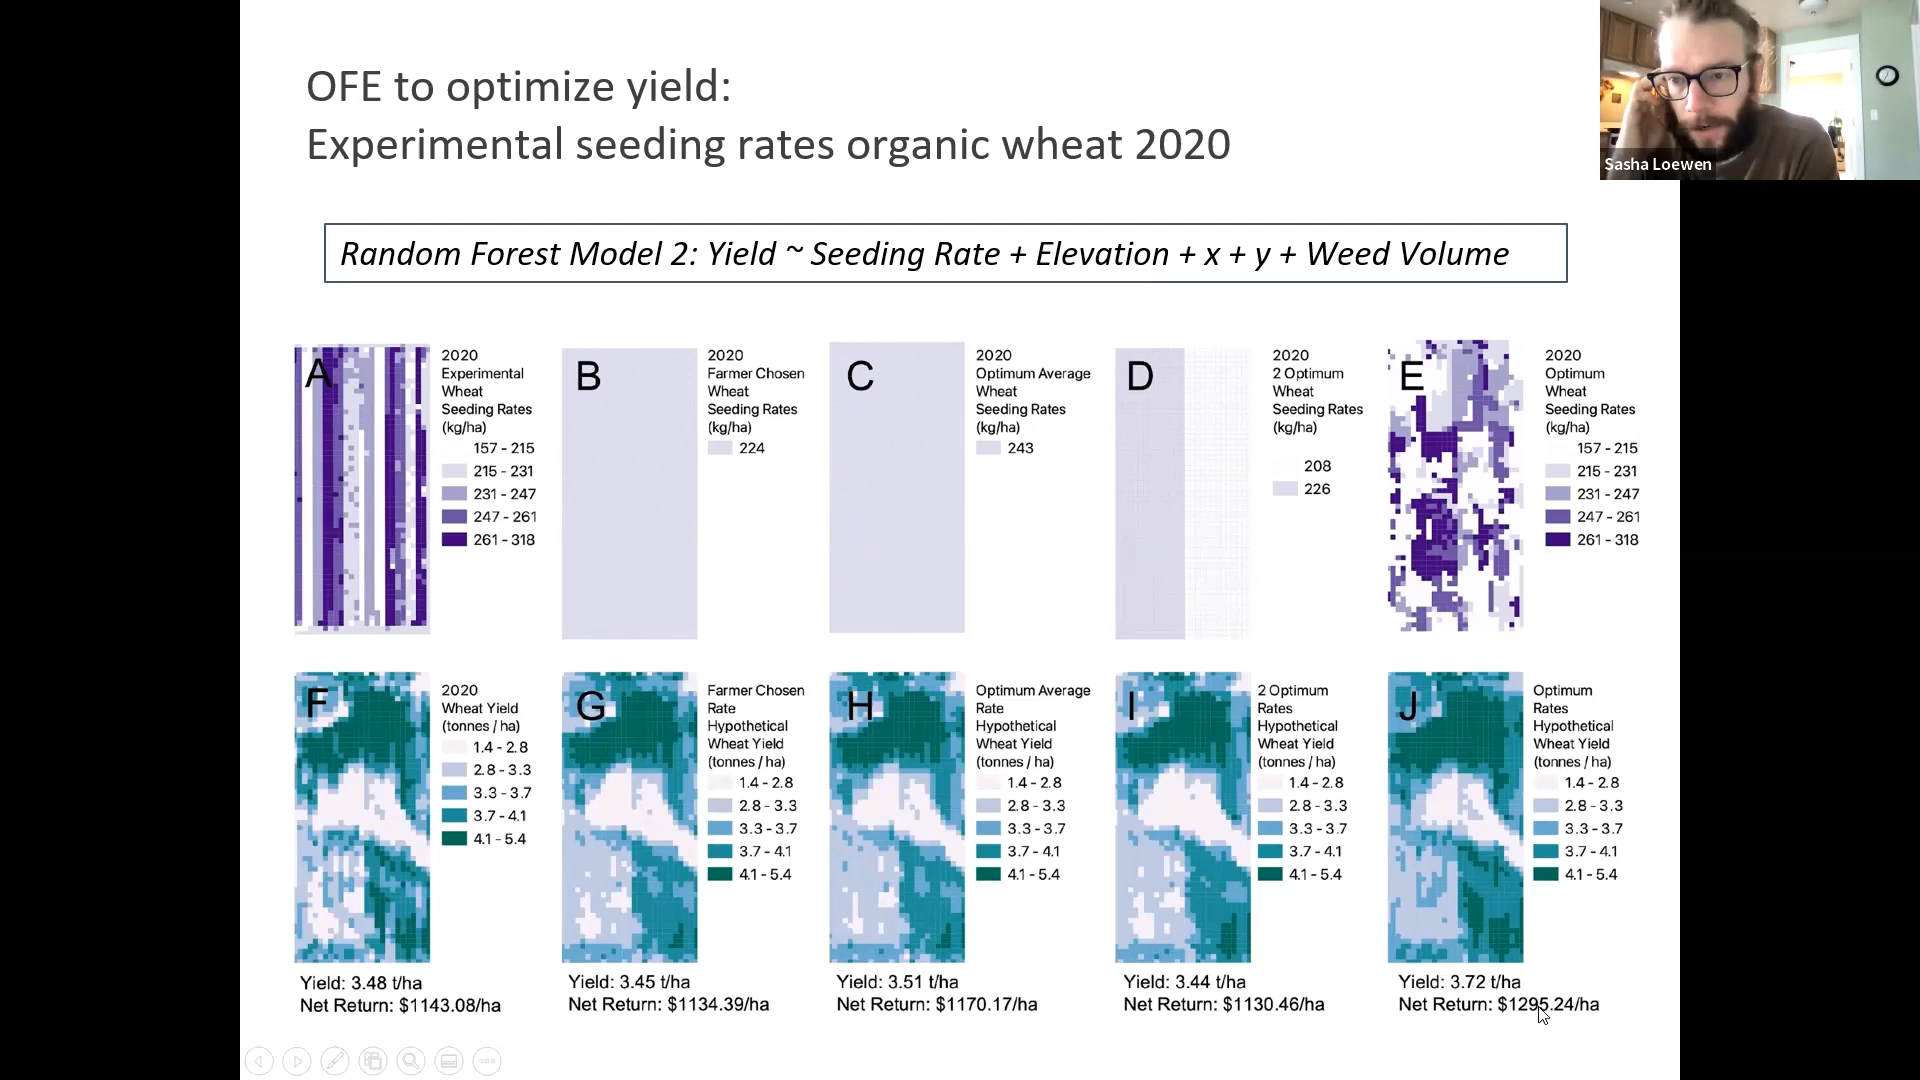 OFE to optimize yield:
Experimental seeding rates organic wheat 2020
Sasha Loewen
Random Forest Model 2: Yield ~ Seeding Rate + Elevation + x + y + Weed Volume
A
2020
Experimental
Wheat
Seeding Rates
(kg/ha)
157 - 215
215 - 231
231 - 247
247 - 261
261 - 318
B
2020
Farmer Chosen
Wheat
Seeding Rates
(kg/ha)
224
C
2020
Optimum Average
Wheat
Seeding Rates
(kg/ha)
243
D
2020
2 Optimum
Wheat
Seeding Rates
(kg/ha)
208
226
E
2020
Optimum
Wheat
Seeding Rates
(kg/ha)
157 - 215
215 - 231
231 - 247
247 - 261
261 - 318
F
2020
Wheat Yield
(tonnes / ha)
1.4 - 2.8
2.8 - 3.3
3.3 - 3.7
3.7 - 4.1
4.1 - 5.4
Yield: 3.48 t/ha
Net Return: $1143.08/ha
G
Farmer Chosen
Rate
Hypothetical
Wheat Yield
(tonnes / ha)
1.4 - 2.8
2.8 - 3.3
3.3 - 3.7
3.7 - 4.1
4.1 - 5.4
Yield: 3.45 t/ha
Net Return: $1134.39/ha
H
Optimum Average
Rate
Hypothetical
Wheat Yield
(tonnes / ha)
1.4 - 2.8
2.8 - 3.3
3.3 - 3.7
3.7 - 4.1
4.1 - 5.4
Yield: 3.51 t/ha
Net Return: $1170.17/ha
I
2 Optimum
Rates
Hypothetical
Wheat Yield
(tonnes / ha)
1.4 - 2.8
2.8 - 3.3
3.3 - 3.7
3.7 - 4.1
4.1 - 5.4
Yield: 3.44 t/ha
Net Return: $1130.46/ha
J
Optimum
Rates
Hypothetical
Wheat Yield
(tonnes / ha)
1.4 - 2.8
2.8 - 3.3
3.3 - 3.7
3.7 - 4.1
4.1 - 5.4
Yield: 3.72 t/ha
Net Return: $1295.24/ha